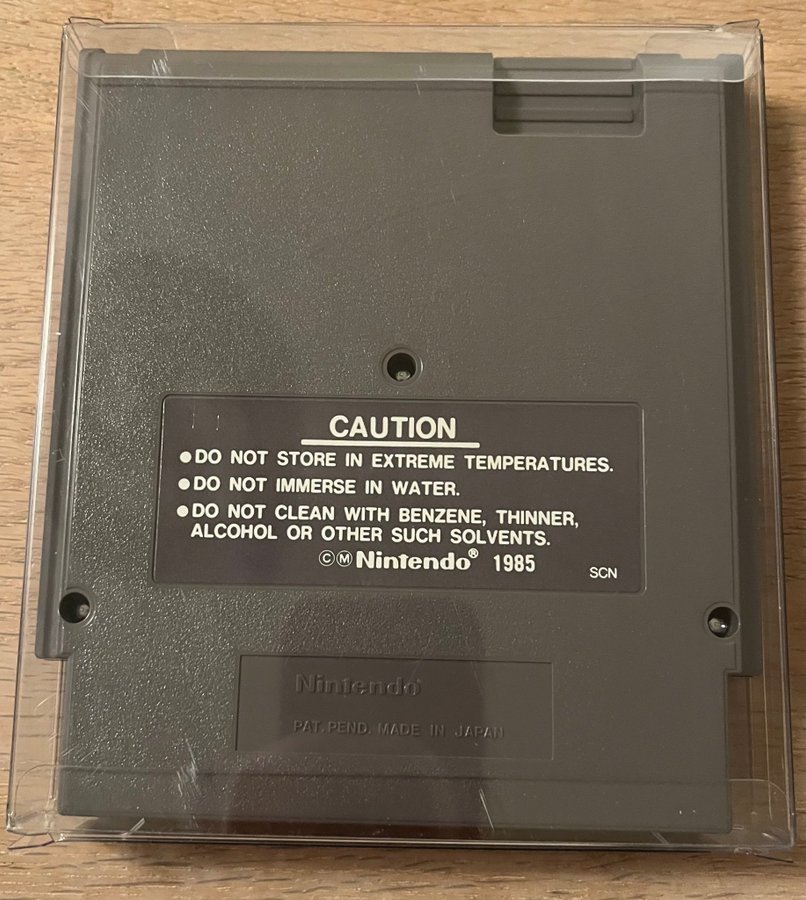 CAUTION
●DO NOT STORE IN EXTREME TEMPERATURES.
●DO NOT IMMERSE IN WATER.
●DO NOT CLEAN WITH BENZENE, THINNER,
ALCOHOL OR OTHER SUCH SOLVENTS.
ⒸⓂNintendo® 1985
SCN
Nintendo
PAT. PEND. MADE IN JAPAN